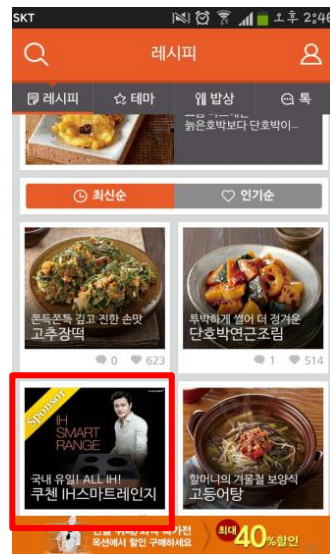 SKT 오후 2:46
레시피
레시피 테마 밥상 톡
늙은호박보다 단호박이...
최신순 인기순
쫀득쫀득 깊고 진한 손맛
고추장떡
0 623
투박하게 썰어 더 정겨운
단호박연근조림
1 514
Sponsor
IH
SMART
RANGE
국내 유일! ALL IH!
쿠첸 IH스마트레인지
할머니의 겨울철 보양식
고등어탕
옥션에서 할인 구매하세요
최대 40%할인